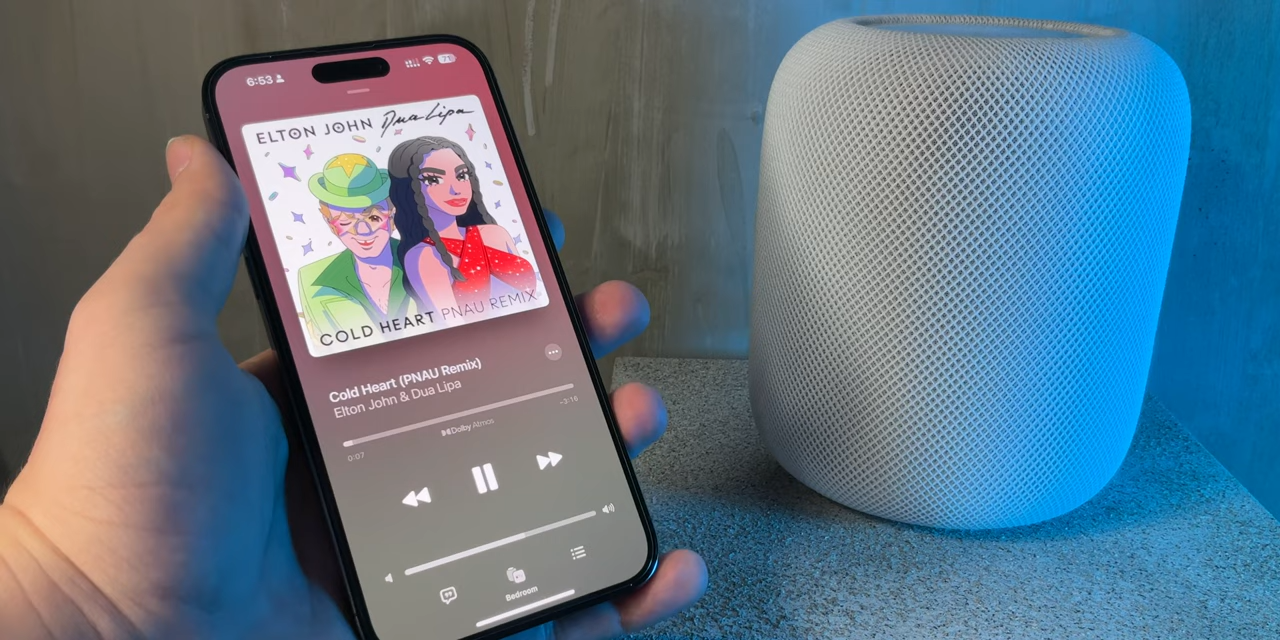 6:53
71
ELTON JOHN Dua Lipa
COLD HEART PNAU REMIX
Cold Heart (PNAU Remix)
Elton John & Dua Lipa
0:07
-3:16
Dolby Atmos
Bedroom